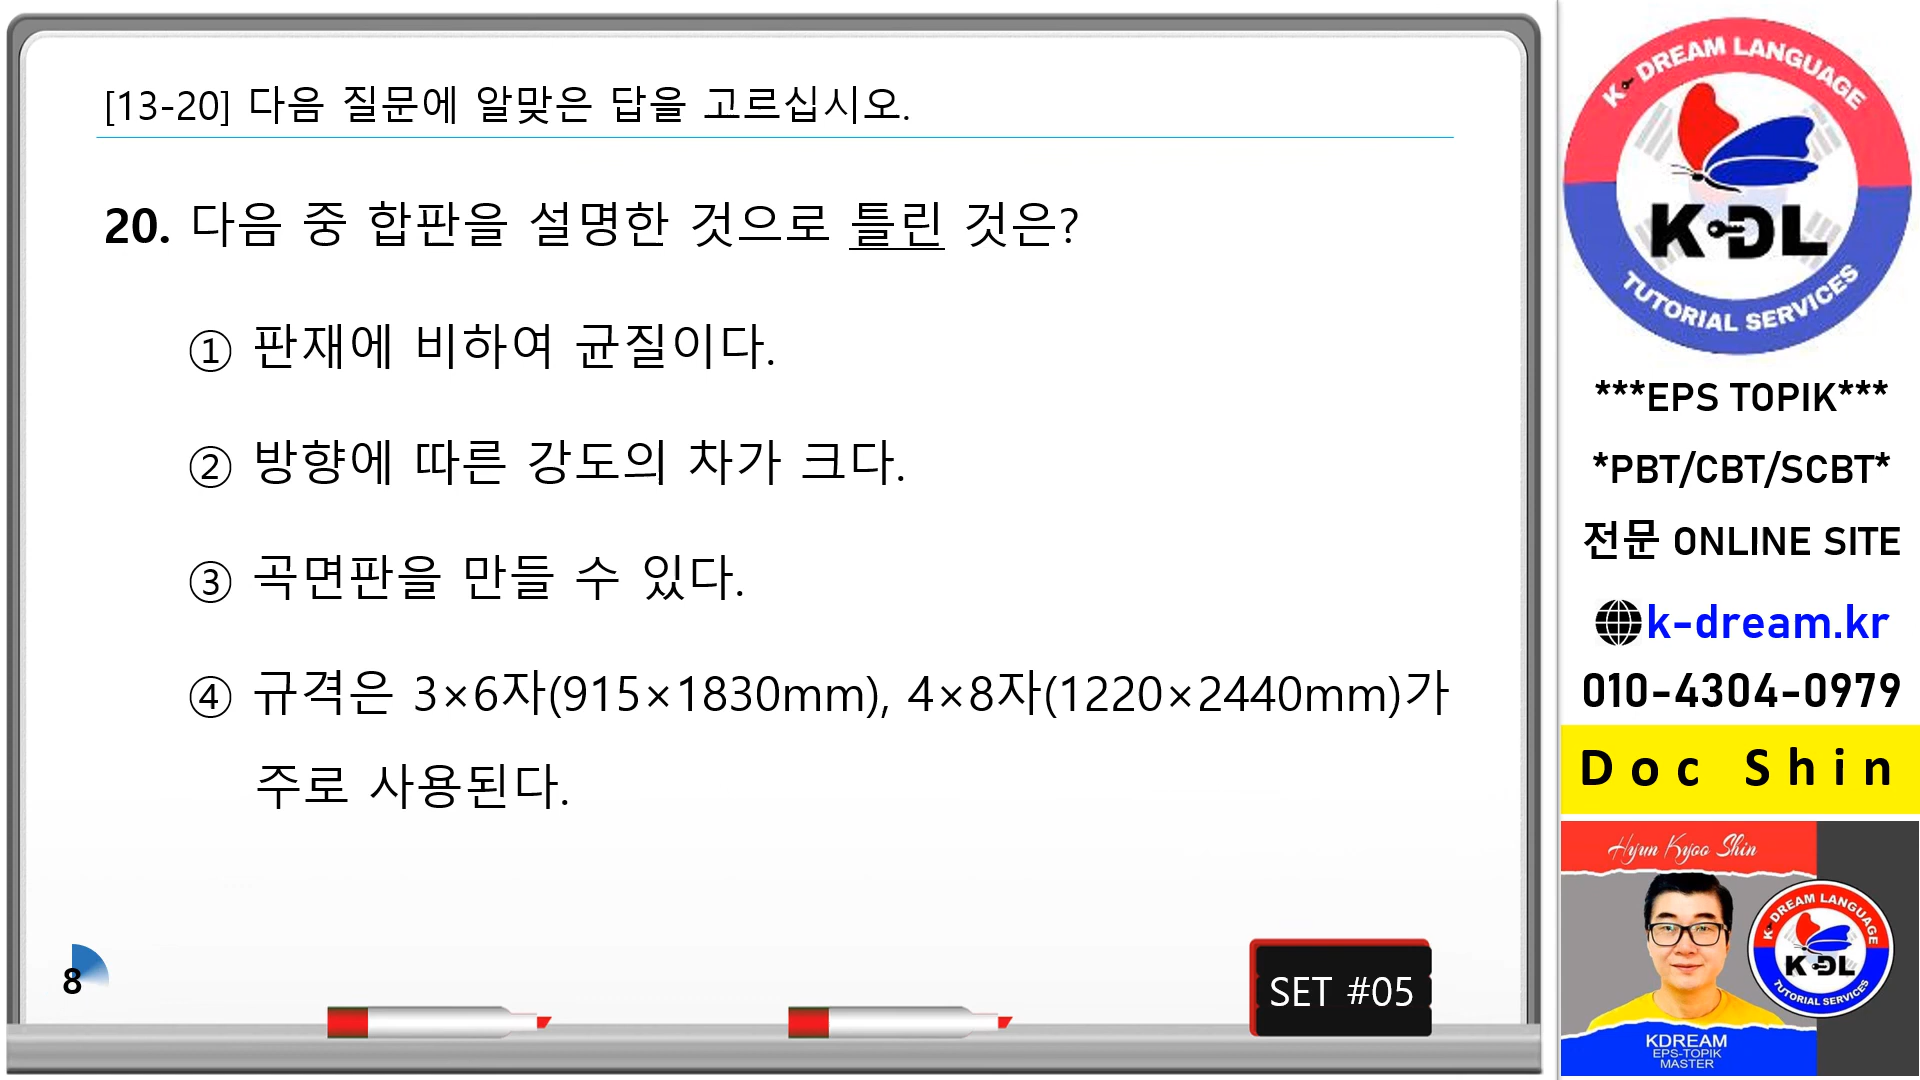 [13-20] 다음 질문에 알맞은 답을 고르십시오.
20. 다음 중 합판을 설명한 것으로 틀린 것은?
① 판재에 비하여 균질이다.
② 방향에 따른 강도의 차가 크다.
③ 곡면판을 만들 수 있다.
④ 규격은 3×6자(915×1830mm), 4×8자(1220×2440mm)가
주로 사용된다.
8
SET #05
K-DREAM LANGUAGE
K-DL
TUTORIAL SERVICES
***EPS TOPIK***
*PBT/CBT/SCBT*
전문 ONLINE SITE
k-dream.kr
010-4304-0979
Doc Shin
Hyun Kyoo Shin
K-DREAM LANGUAGE
K-DL
TUTORIAL SERVICES
KDREAM
EPS-TOPIK
MASTER